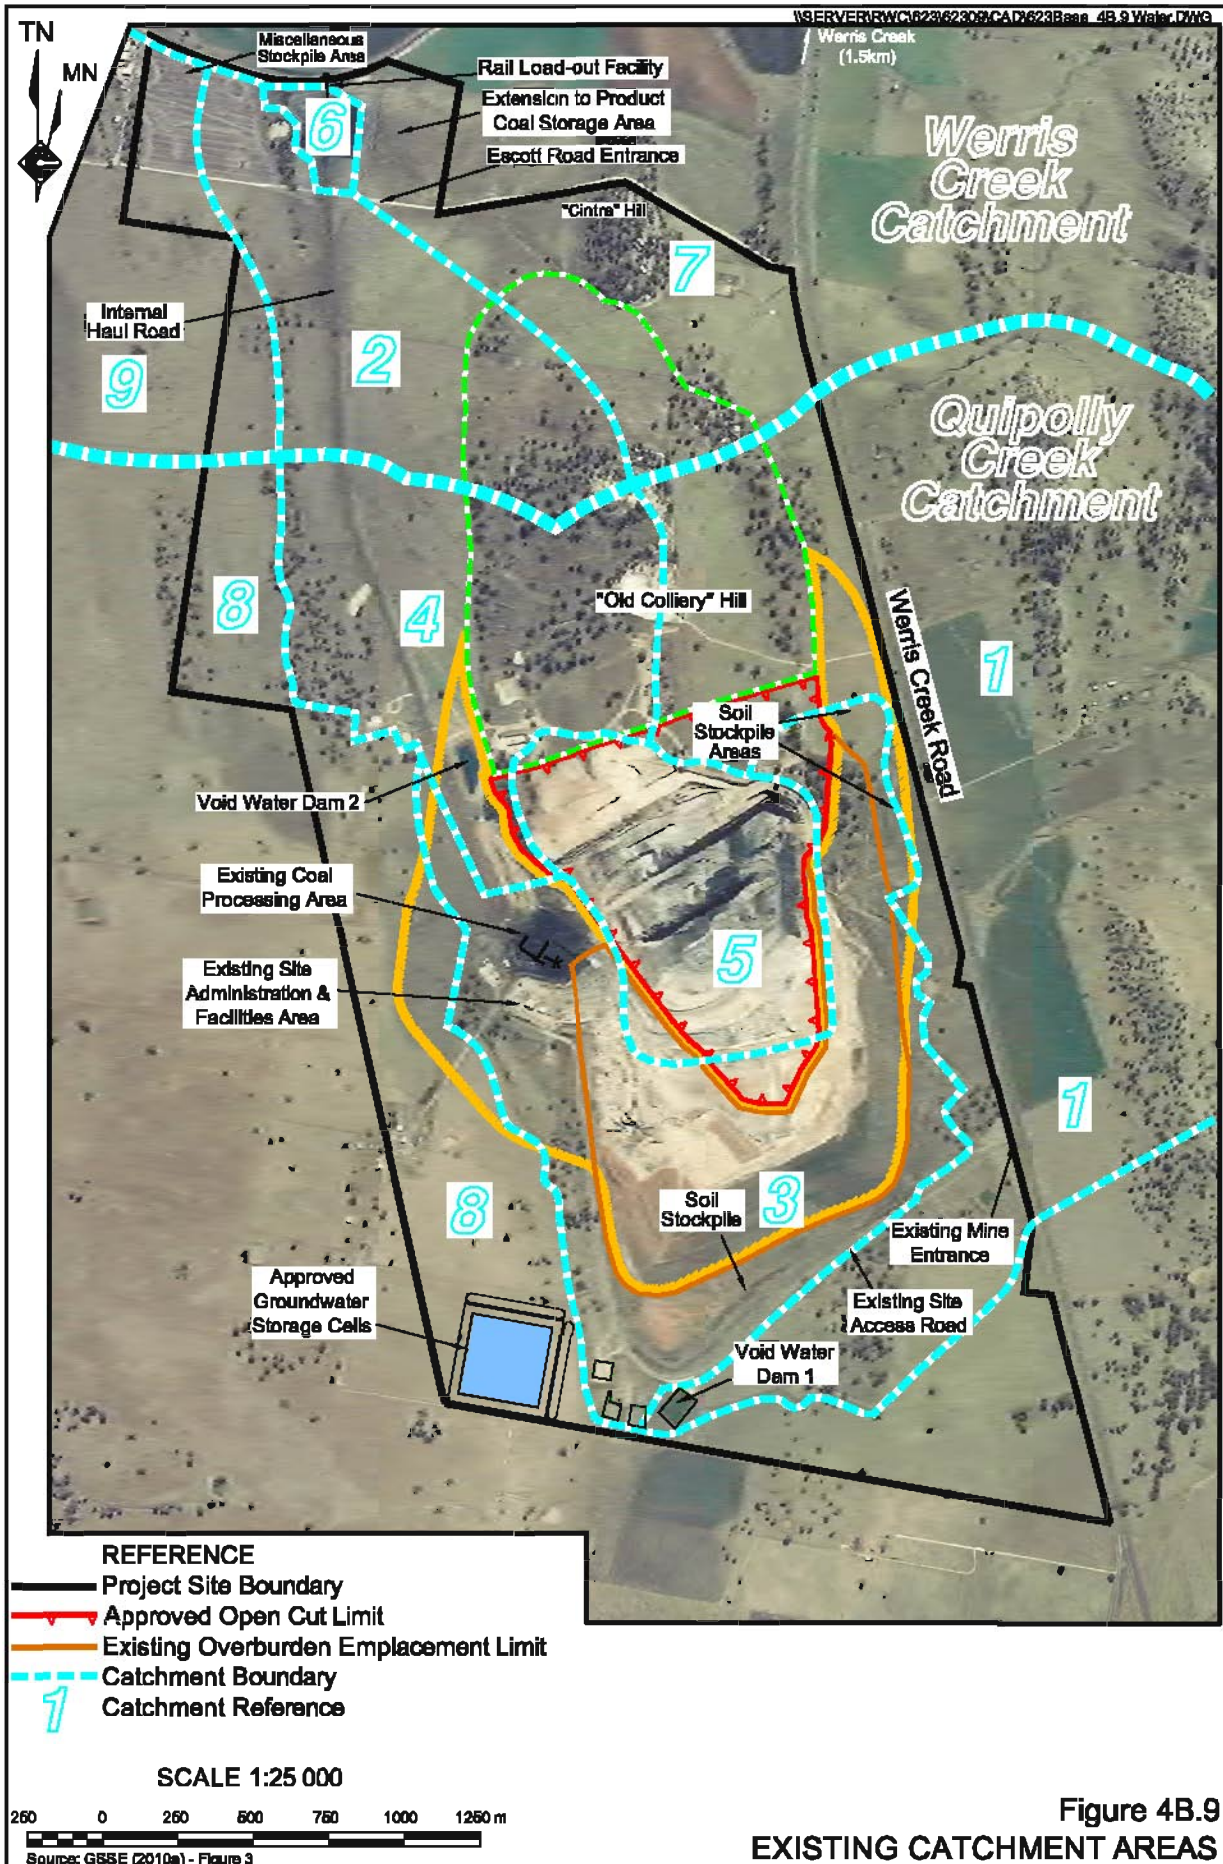 \\SERVER\RWC\623\62309\CAD\623Base_4B.9 Water.DWG
TN
MN
Miscellaneous
Stockpile Area
Werris Creek
(1.5km)
Rail Load-out Facility
Extension to Product
Coal Storage Area
Escott Road Entrance
6
Werris
Creek
Catchment
"Cintra" Hill
7
Internal
Haul Road
2
9
Quipolly
Creek
Catchment
"Old Colliery" Hill
8
4
Werris Creek Road
1
Soil
Stockpile
Areas
Void Water Dam 2
Existing Coal
Processing Area
5
Existing Site
Administration &
Facilities Area
1
8
Soil
Stockpile
3
Existing Mine
Entrance
Approved
Groundwater
Storage Cells
Existing Site
Access Road
Void Water
Dam 1
REFERENCE
Project Site Boundary
Approved Open Cut Limit
Existing Overburden Emplacement Limit
Catchment Boundary
1
Catchment Reference
SCALE 1:25 000
250 0 250 500 750 1000 1250 m
Source: GSSE (2010a) - Figure 3
Figure 4B.9
EXISTING CATCHMENT AREAS